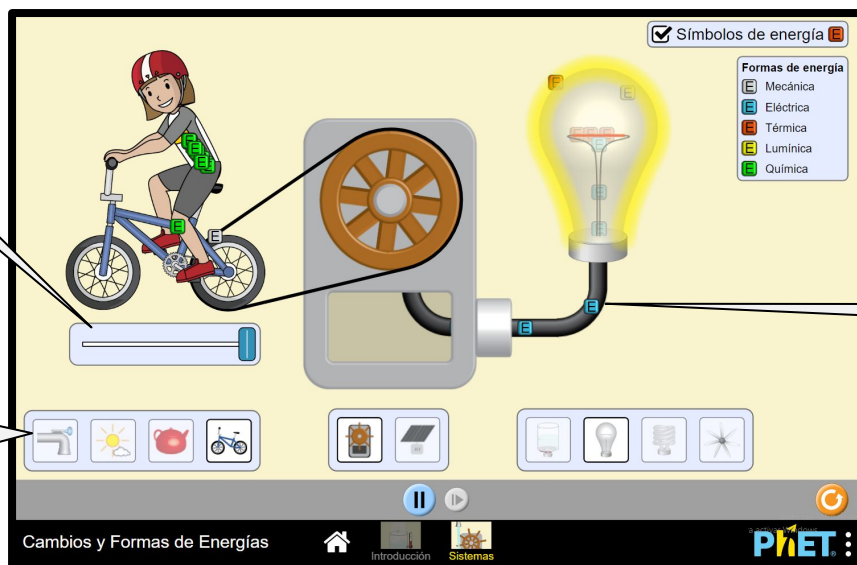 Símbolos de energía E
Formas de energía
E Mecánica
E Eléctrica
E Térmica
E Lumínica
E Química
Cambios y Formas de Energías
Introducción
Sistemas
PhET